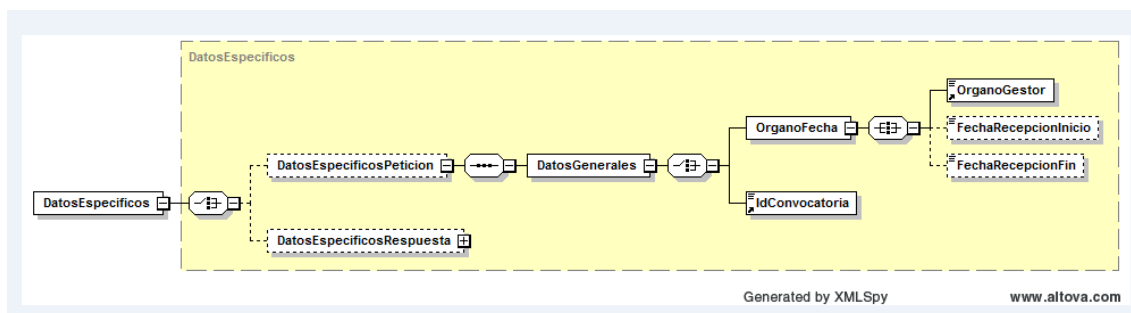 DatosEspecificos
OrganoGestor
OrganoFecha
FechaRecepcionInicio
DatosEspecificosPeticion
DatosGenerales
FechaRecepcionFin
DatosEspecificos
IdConvocatoria
DatosEspecificosRespuesta
Generated by XMLSpy
www.altova.com